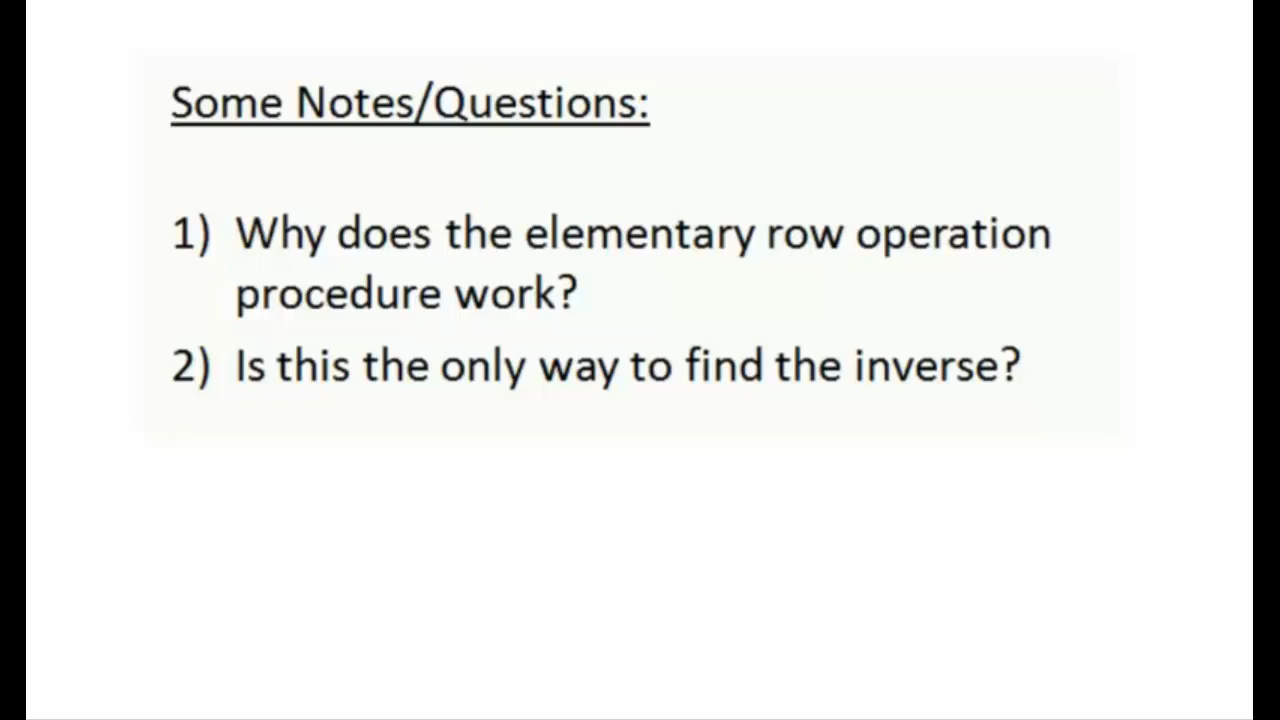 Some Notes/Questions:
1) Why does the elementary row operation
procedure work?
2) Is this the only way to find the inverse?